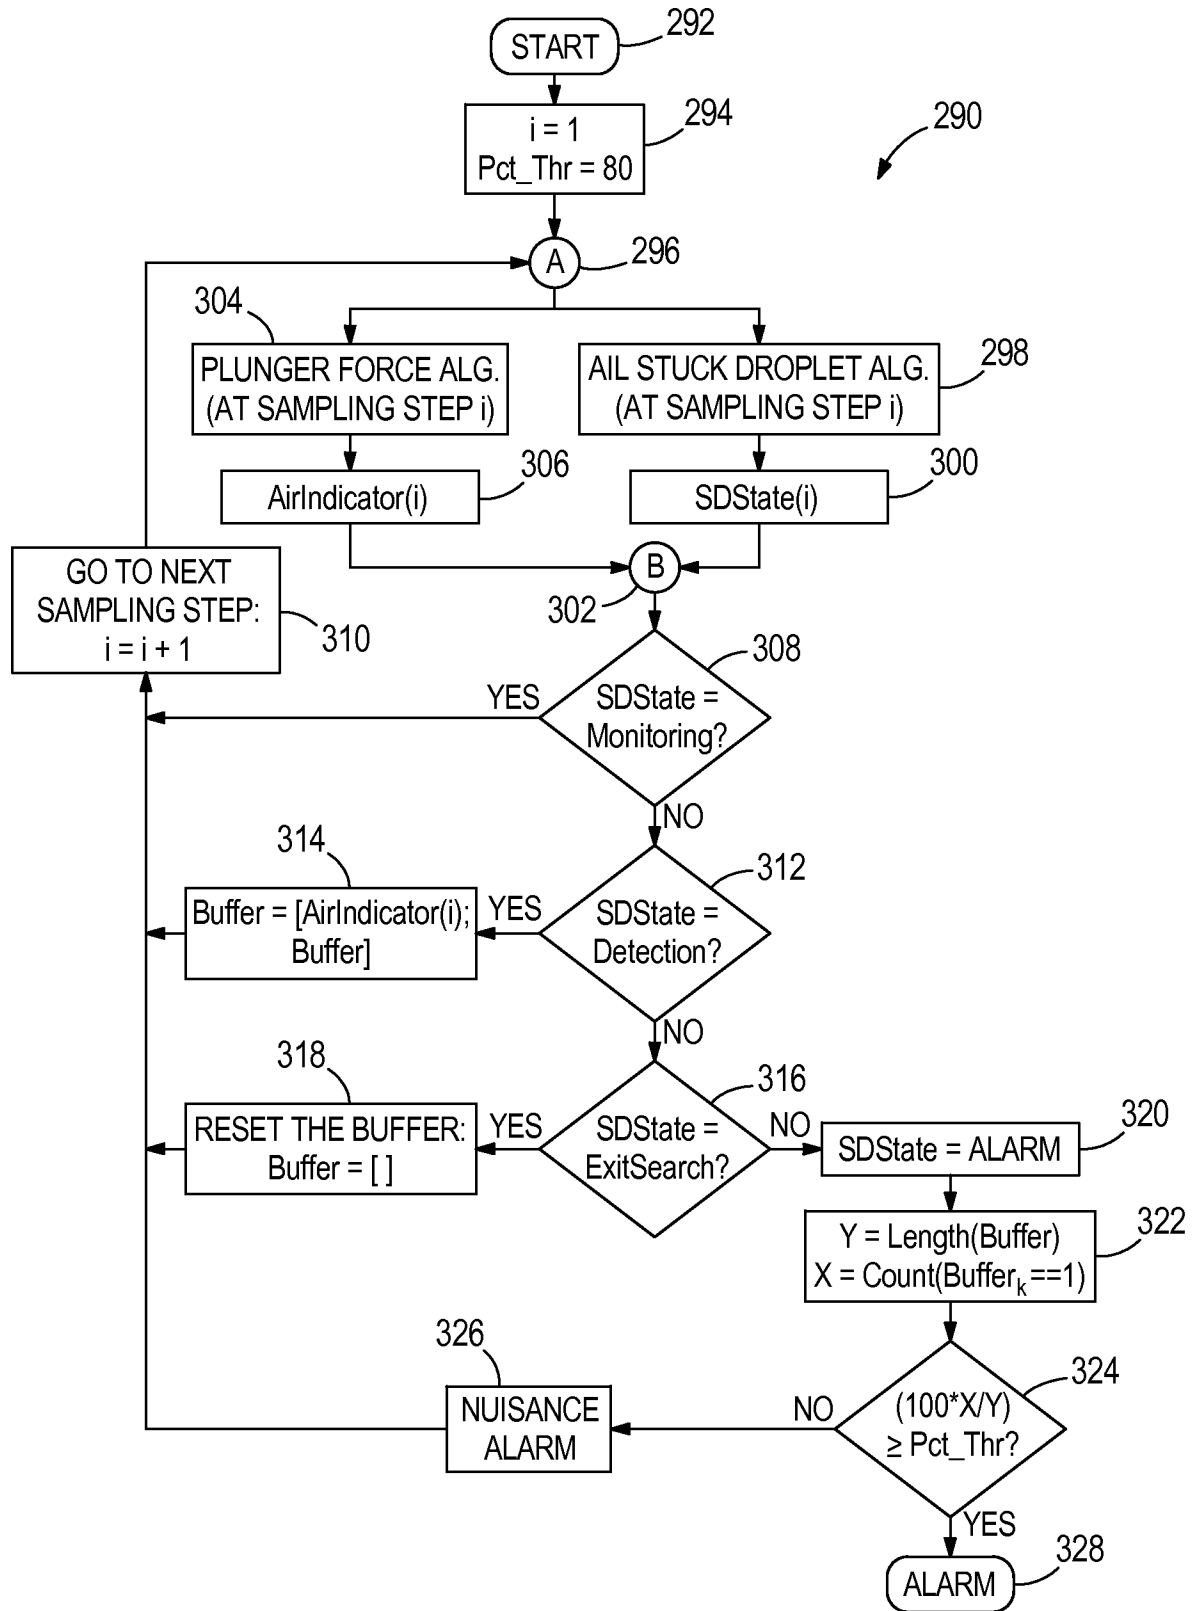 START
292
i = 1
Pct_Thr = 80
294
290
A
296
304
PLUNGER FORCE ALG.
(AT SAMPLING STEP i)
AIL STUCK DROPLET ALG.
(AT SAMPLING STEP i)
298
AirIndicator(i)
306
SDState(i)
300
GO TO NEXT
SAMPLING STEP:
i = i + 1
310
B
302
SDState =
Monitoring?
308
YES
NO
314
Buffer = [AirIndicator(i);
Buffer]
YES
SDState =
Detection?
312
NO
318
RESET THE BUFFER:
Buffer = [ ]
YES
SDState =
ExitSearch?
316
NO
SDState = ALARM
320
Y = Length(Buffer)
X = Count(Bufferₖ==1)
322
326
NUISANCE
ALARM
NO
(100*X/Y)
≥ Pct_Thr?
324
YES
ALARM
328